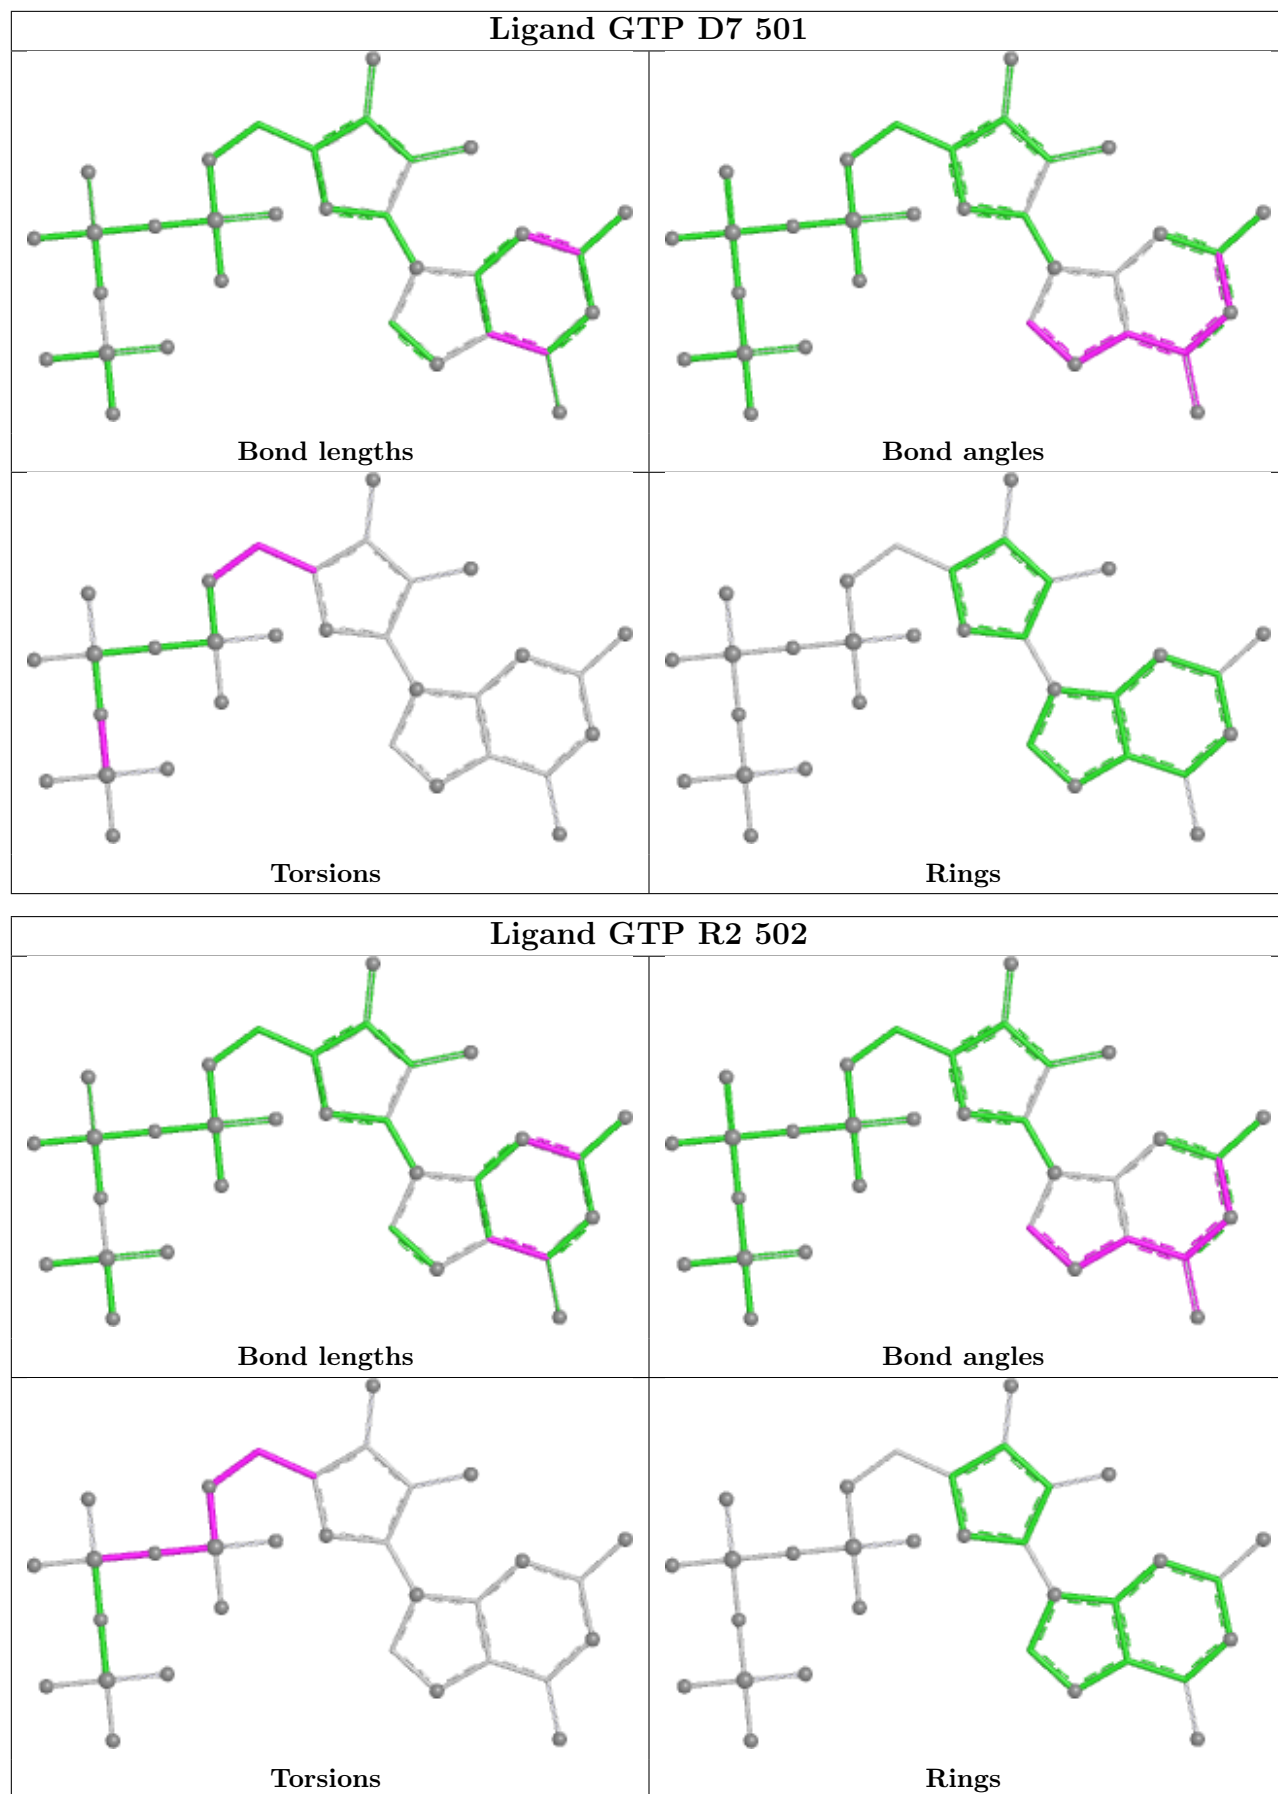 Ligand GTP D7 501
Bond lengths
Bond angles
Torsions
Rings
Ligand GTP R2 502
Bond lengths
Bond angles
Torsions
Rings